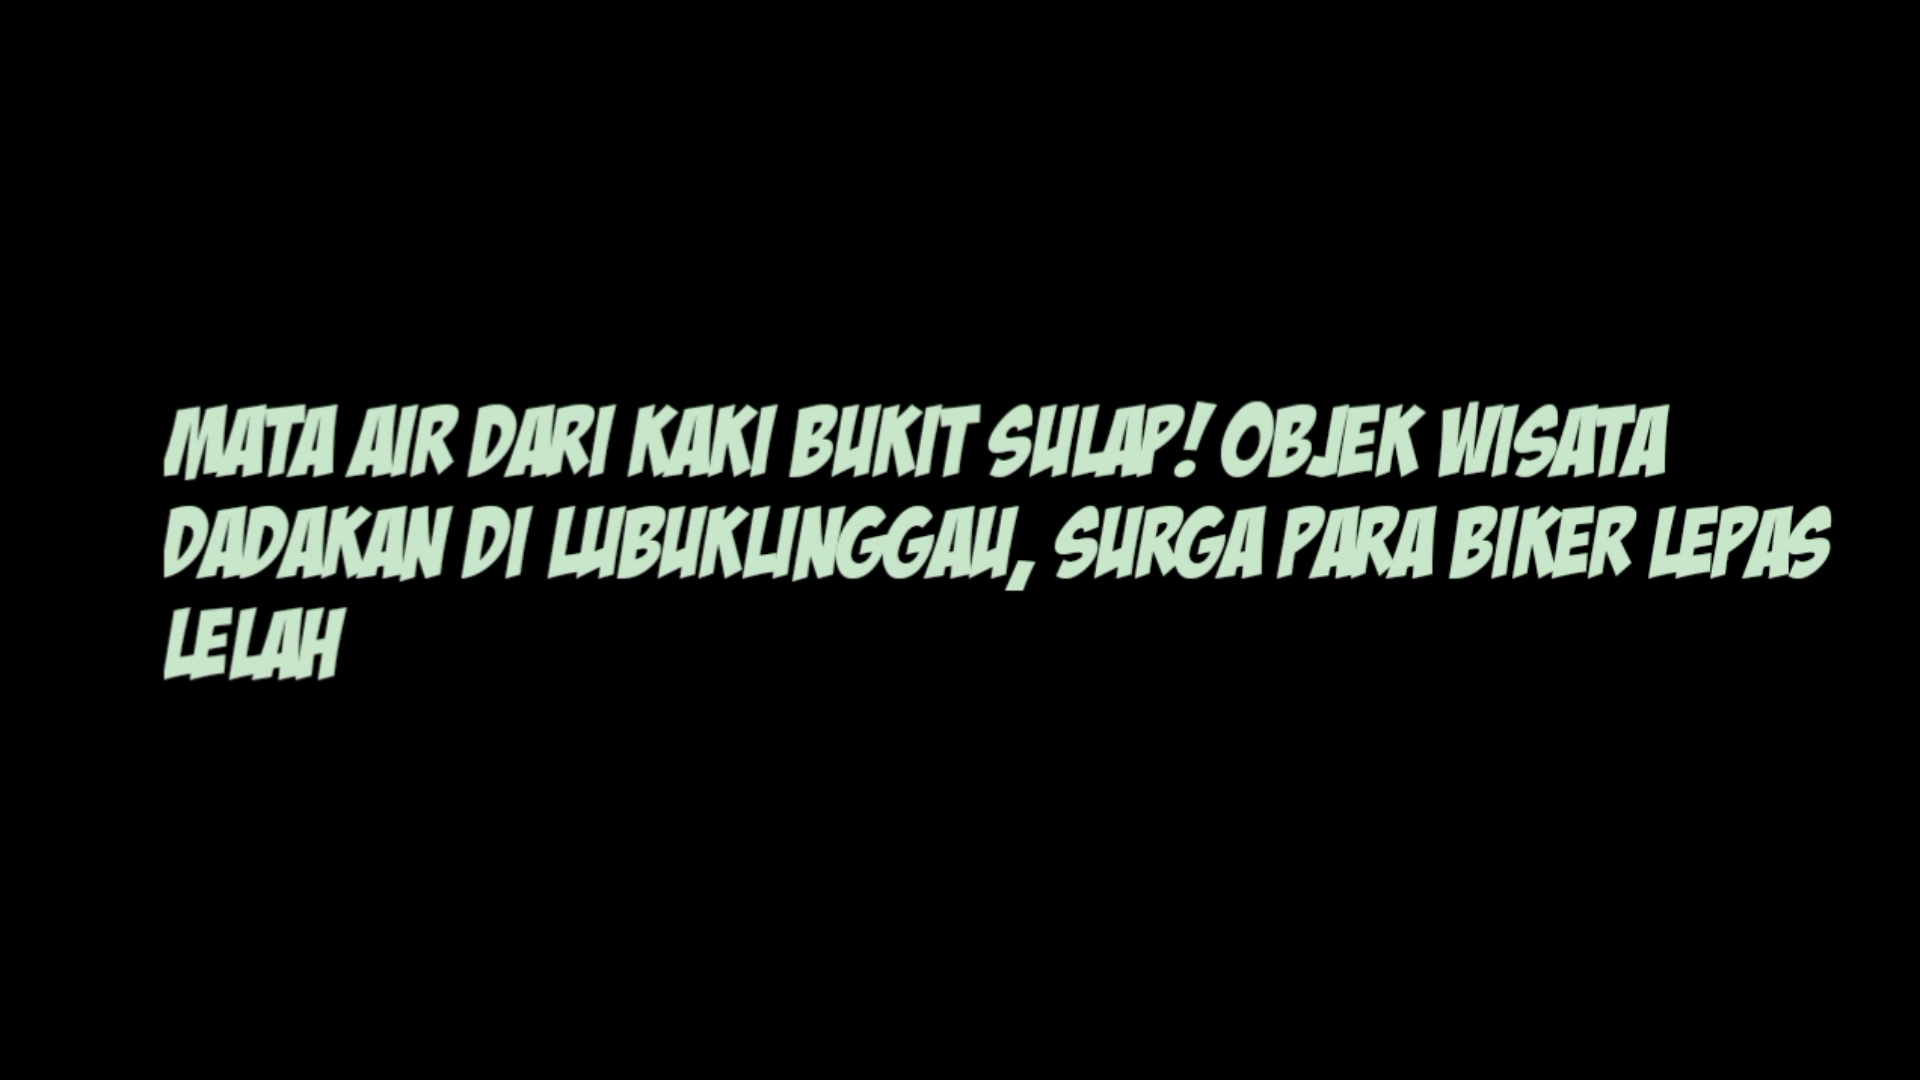 MATA AIR DARI KAKI BUKIT SULAP! OBJEK WISATA
DADAKAN DI LUBUKLINGGAU, SURGA PARA BIKER LEPAS
LELAH